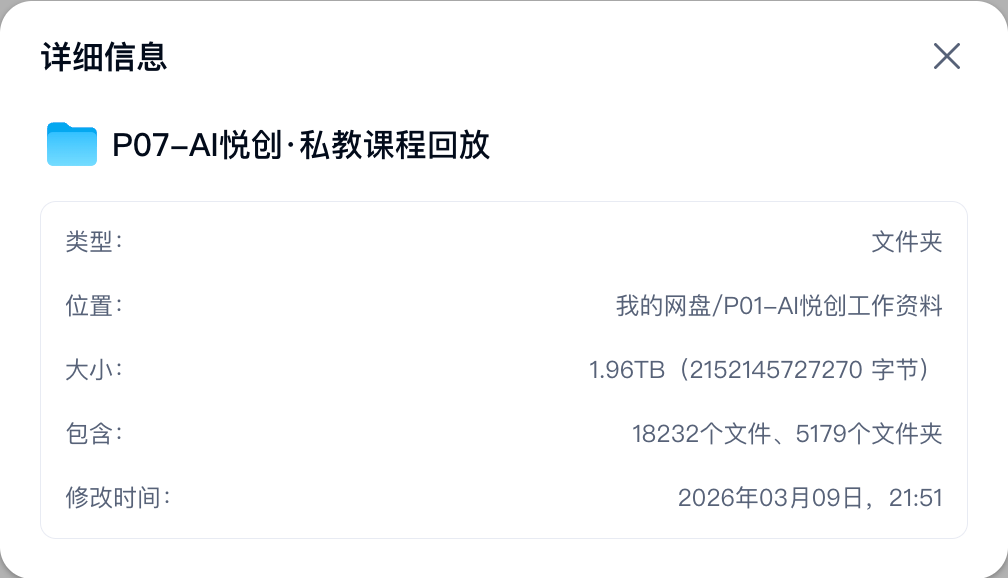 详细信息
P07-AI悦创·私教课程回放
类型： 文件夹
位置： 我的网盘/P01-AI悦创工作资料
大小： 1.96TB（2152145727270 字节）
包含： 18232个文件、5179个文件夹
修改时间： 2026年03月09日，21:51